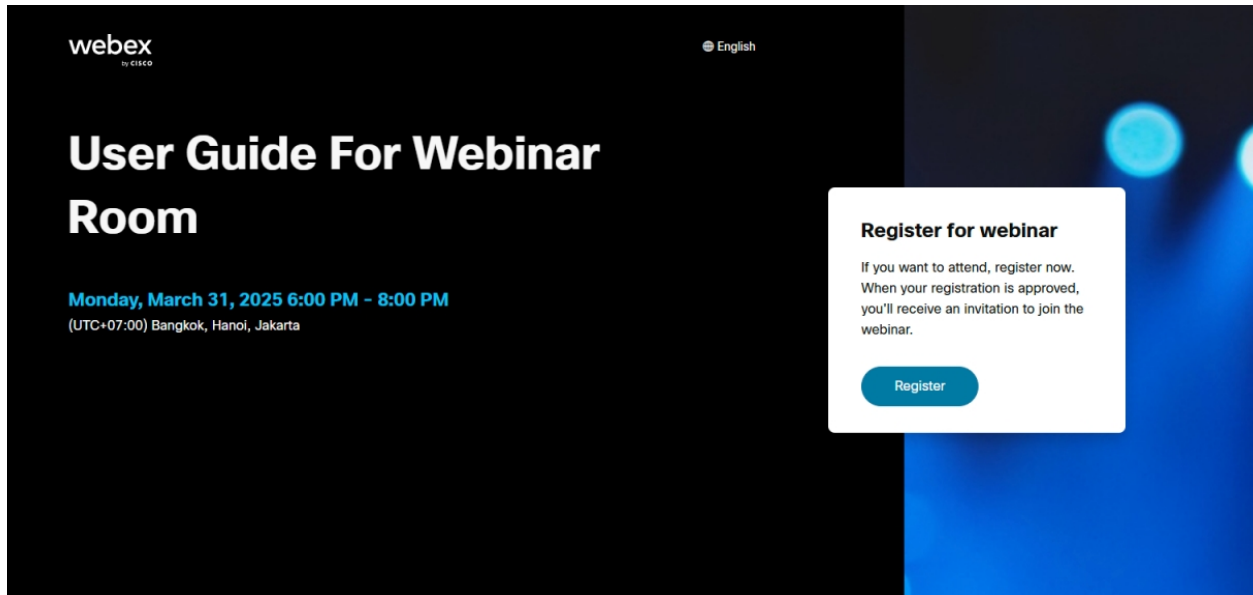 webex
by CISCO
English
User Guide For Webinar
Room
Monday, March 31, 2025 6:00 PM - 8:00 PM
(UTC+07:00) Bangkok, Hanoi, Jakarta
Register for webinar
If you want to attend, register now.
When your registration is approved,
you'll receive an invitation to join the
webinar.
Register